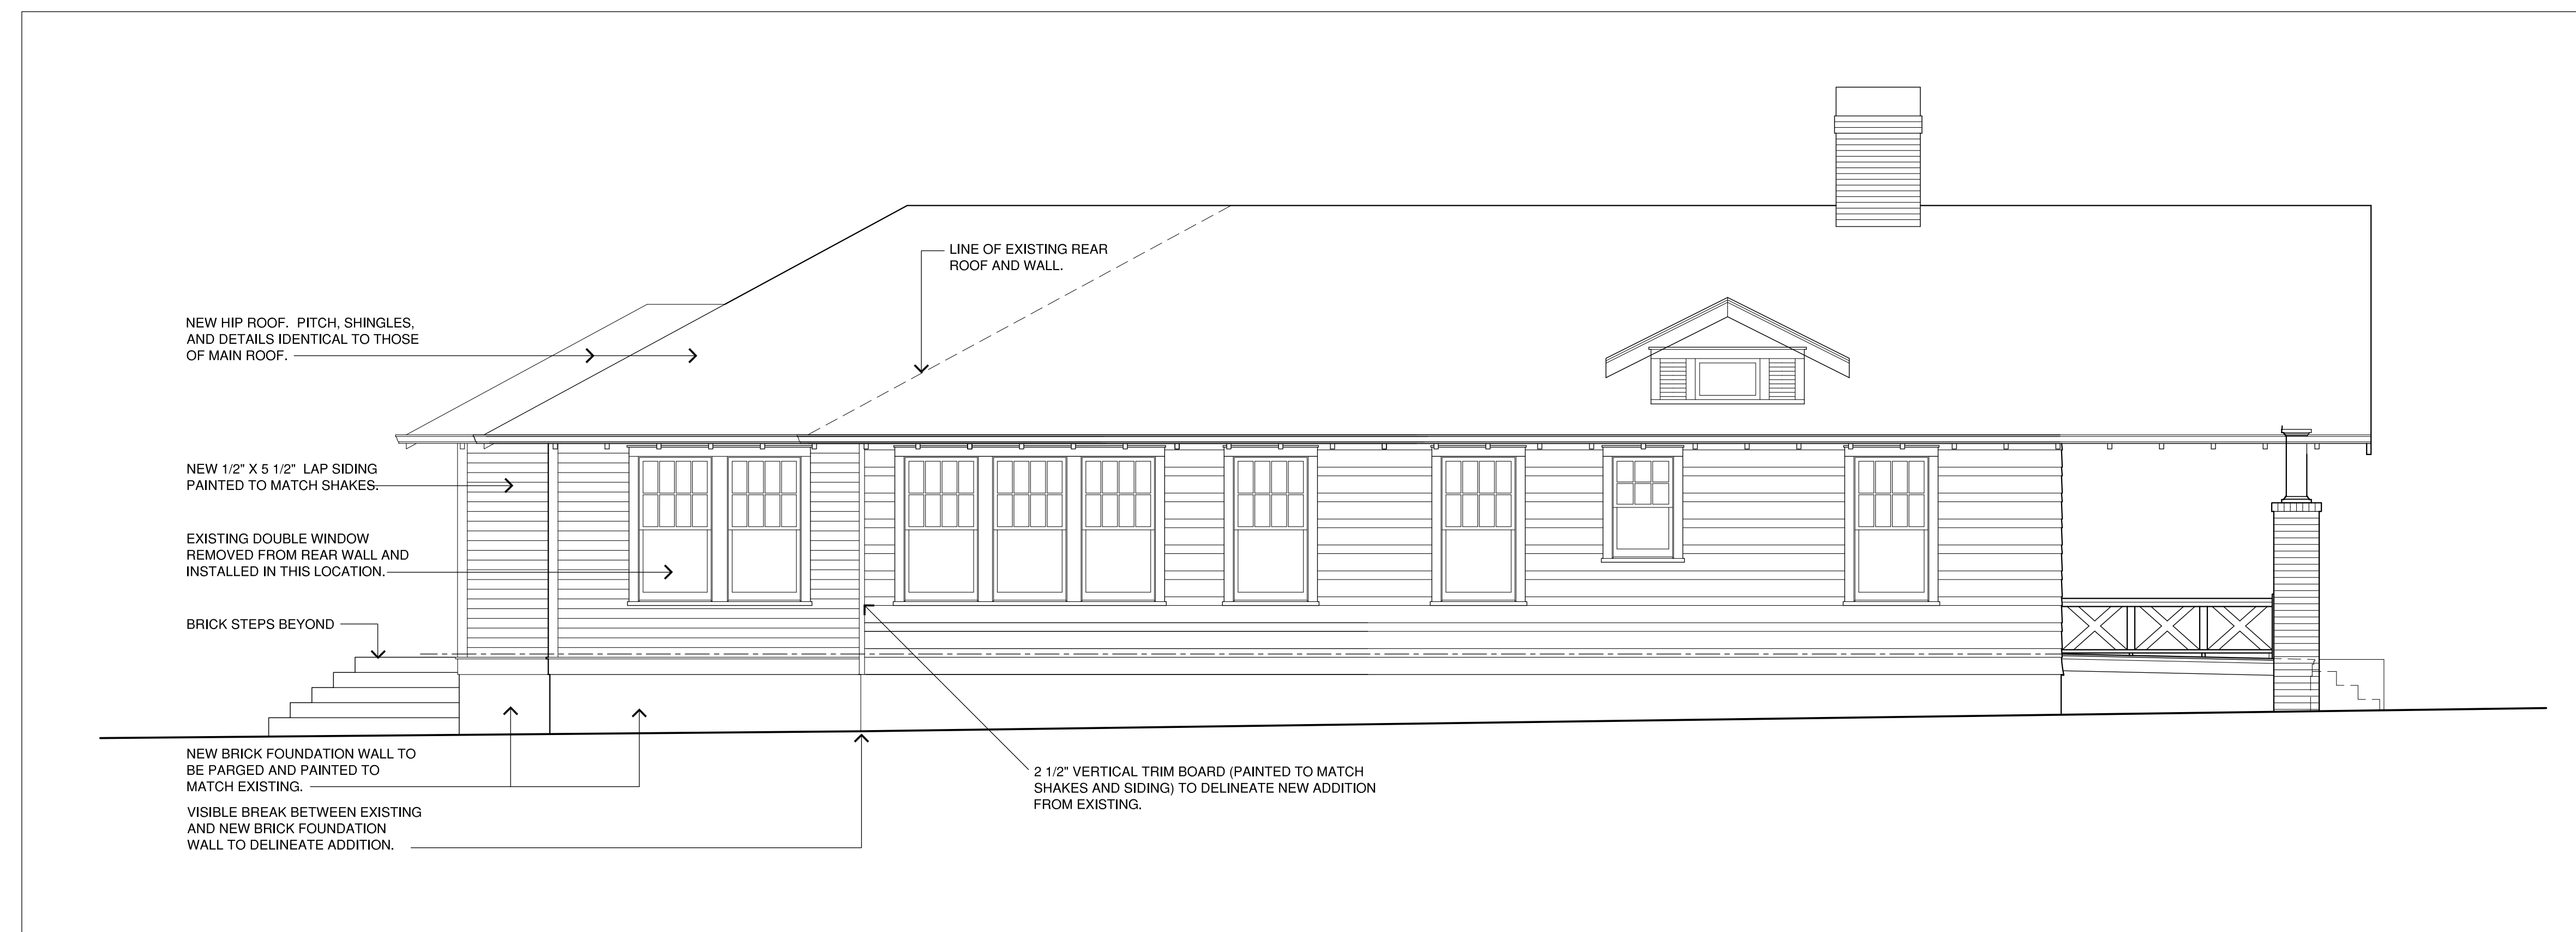 LINE OF EXISTING REAR
ROOF AND WALL.
NEW HIP ROOF.  PITCH, SHINGLES,
AND DETAILS IDENTICAL TO THOSE
OF MAIN ROOF.
NEW 1/2" X 5 1/2"  LAP SIDING
PAINTED TO MATCH SHAKES.
EXISTING DOUBLE WINDOW
REMOVED FROM REAR WALL AND
INSTALLED IN THIS LOCATION.
BRICK STEPS BEYOND
NEW BRICK FOUNDATION WALL TO
BE PARGED AND PAINTED TO
MATCH EXISTING.
VISIBLE BREAK BETWEEN EXISTING
AND NEW BRICK FOUNDATION
WALL TO DELINEATE ADDITION.
2 1/2" VERTICAL TRIM BOARD (PAINTED TO MATCH
SHAKES AND SIDING) TO DELINEATE NEW ADDITION
FROM EXISTING.